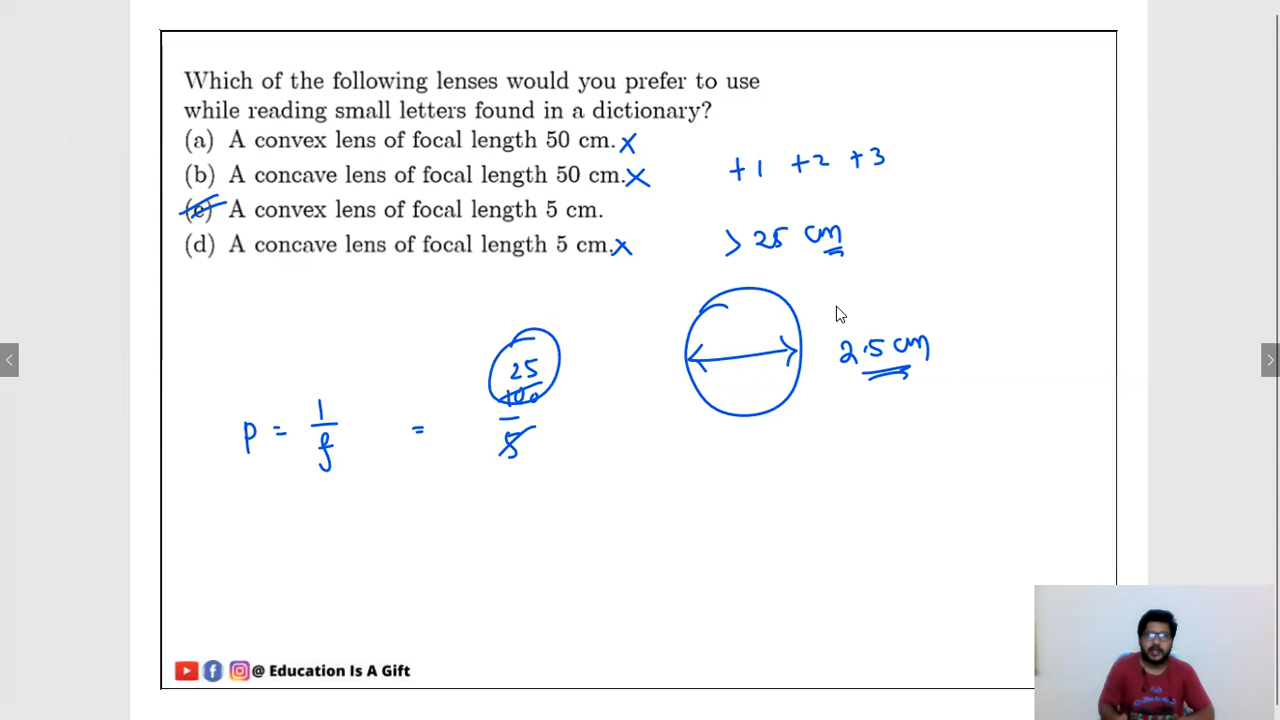 Which of the following lenses would you prefer to use
while reading small letters found in a dictionary?
(a) A convex lens of focal length 50 cm. x
(b) A concave lens of focal length 50 cm. x
(c) A convex lens of focal length 5 cm.
(d) A concave lens of focal length 5 cm. x
+1 +2 +3
> 25 cm
2.5 cm
25
100
P = 1/f = 
5
@ Education Is A Gift